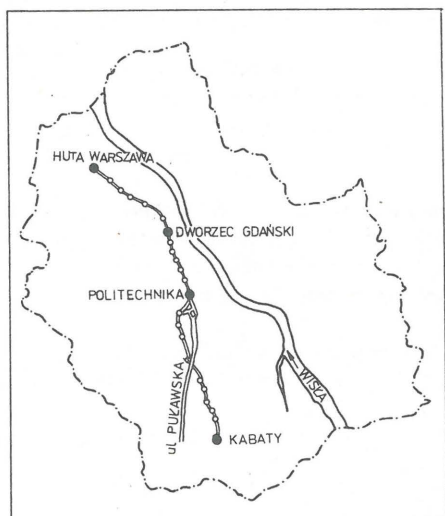 HUTA WARSZAWA
DWORZEC GDAŃSKI
POLITECHNIKA
ul PUŁAWSKA
WISŁA
KABATY